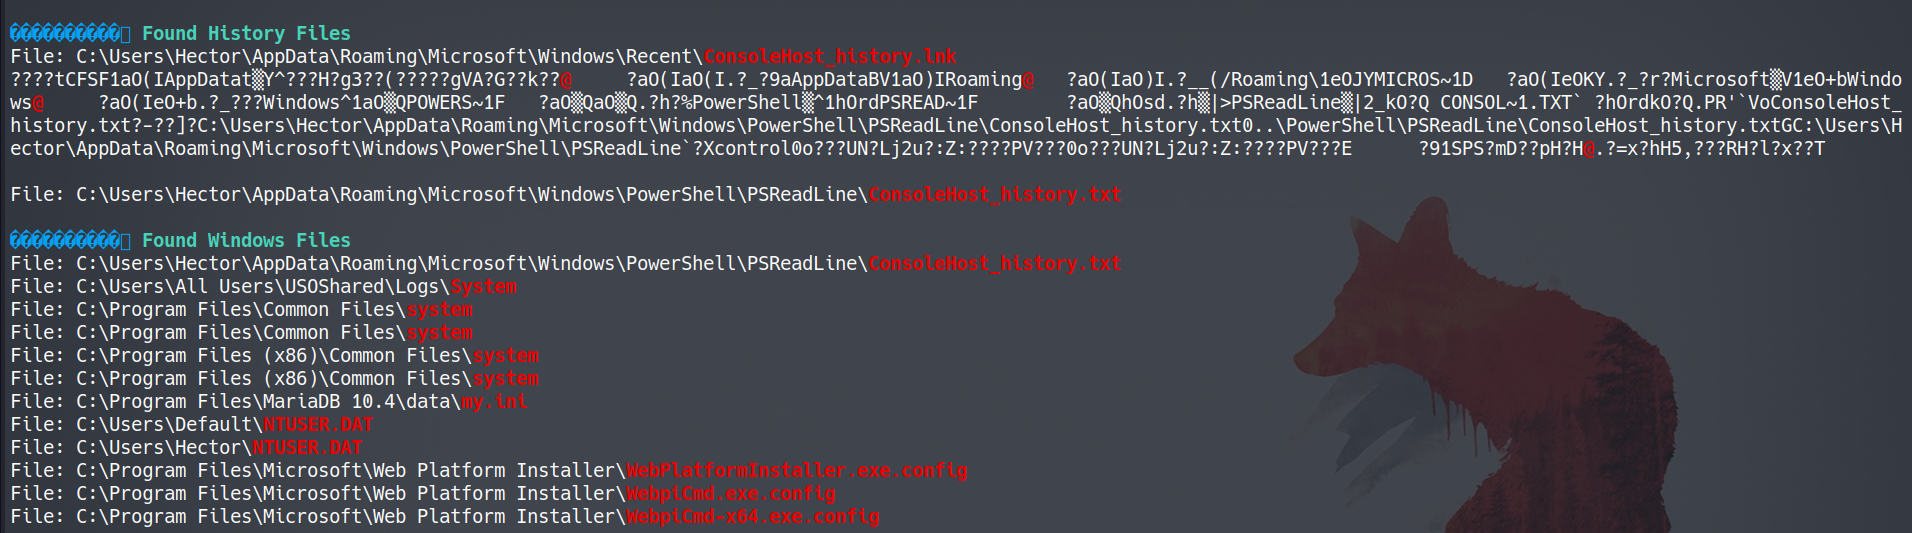 ������������ Found History Files
File: C:\Users\Hector\AppData\Roaming\Microsoft\Windows\Recent\ConsoleHost_history.lnk
????tCFSF1aO(IAppDatat▒Y^???H?g3??(?????gVA?G??k??@     ?aO(IaO(I.?_?9aAppDataBV1aO)IRoaming@   ?aO(IaO)I.?__(/Roaming\1eOJYMICROS~1D   ?aO(IeOKY.?_?r?Microsoft▒V1eO+bWindo
ws@     ?aO(IeO+b.?_???Windows^1aO▒QPOWERS~1F   ?aO▒QaO▒Q.?h?%PowerShell▒^1hOrdPSREAD~1F        ?aO▒QhOsd.?h▒|>PSReadLine▒|2_kO?Q CONSOL~1.TXT` ?hOrdkO?Q.PR'`VoConsoleHost_
history.txt?-??]?C:\Users\Hector\AppData\Roaming\Microsoft\Windows\PowerShell\PSReadLine\ConsoleHost_history.txt0..\PowerShell\PSReadLine\ConsoleHost_history.txtGC:\Users\H
ector\AppData\Roaming\Microsoft\Windows\PowerShell\PSReadLine`?Xcontrol0o???UN?Lj2u?:Z:????PV???0o???UN?Lj2u?:Z:????PV???E      ?91SPS?mD??pH?H@.?=x?hH5,???RH?l?x??T
File: C:\Users\Hector\AppData\Roaming\Microsoft\Windows\PowerShell\PSReadLine\ConsoleHost_history.txt
������������ Found Windows Files
File: C:\Users\Hector\AppData\Roaming\Microsoft\Windows\PowerShell\PSReadLine\ConsoleHost_history.txt
File: C:\Users\All Users\USOShared\Logs\System
File: C:\Program Files\Common Files\system
File: C:\Program Files\Common Files\system
File: C:\Program Files (x86)\Common Files\system
File: C:\Program Files (x86)\Common Files\system
File: C:\Program Files\MariaDB 10.4\data\my.ini
File: C:\Users\Default\NTUSER.DAT
File: C:\Users\Hector\NTUSER.DAT
File: C:\Program Files\Microsoft\Web Platform Installer\WebPlatformInstaller.exe.config
File: C:\Program Files\Microsoft\Web Platform Installer\WebpiCmd.exe.config
File: C:\Program Files\Microsoft\Web Platform Installer\WebpiCmd-x64.exe.config